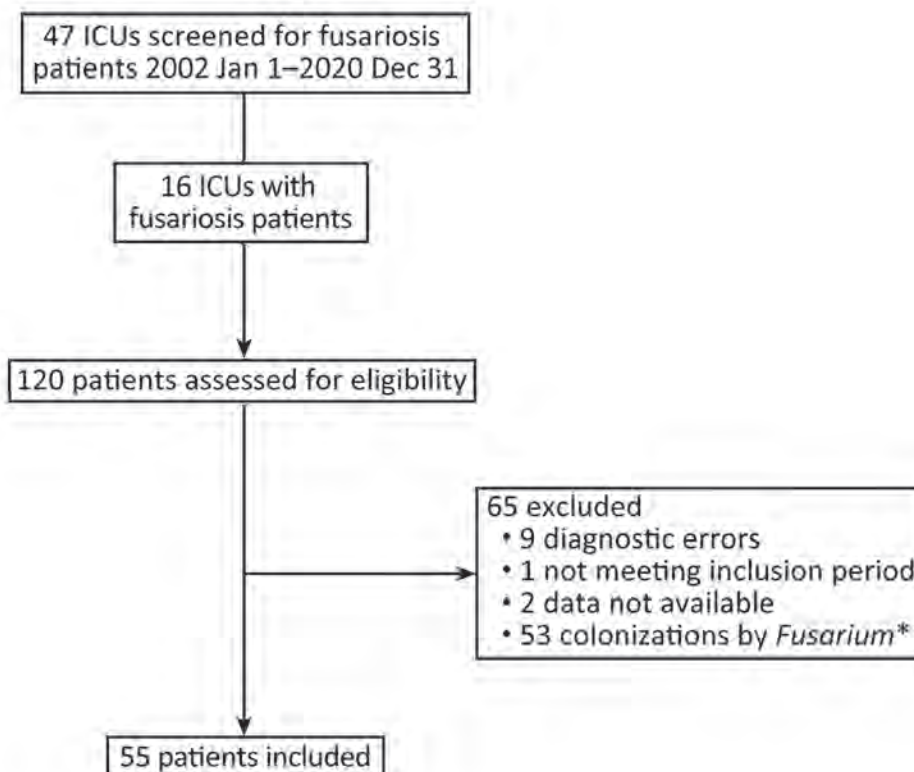 47 ICUs screened for fusariosis
patients 2002 Jan 1–2020 Dec 31
16 ICUs with
fusariosis patients
120 patients assessed for eligibility
65 excluded
• 9 diagnostic errors
• 1 not meeting inclusion period
• 2 data not available
• 53 colonizations by Fusarium*
55 patients included